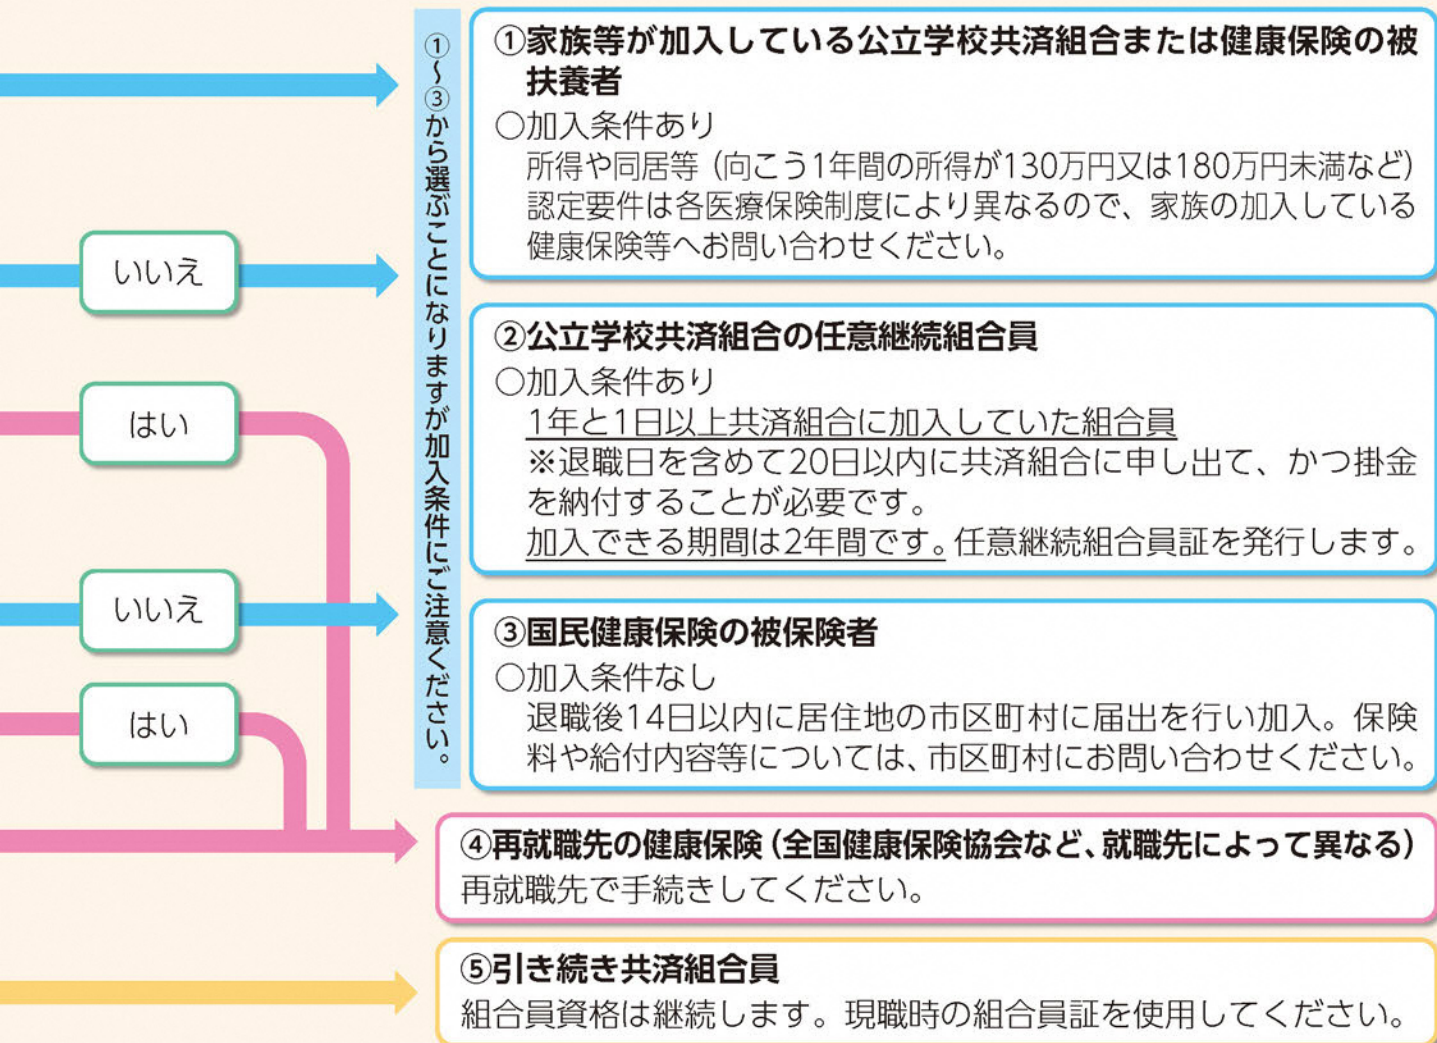 いいえ
はい
いいえ
はい
①～③から選ぶことになりますが加入条件にご注意ください。
①家族等が加入している公立学校共済組合または健康保険の被
扶養者
○加入条件あり
所得や同居等（向こう1年間の所得が130万円又は180万円未満など）
認定要件は各医療保険制度により異なるので、家族の加入している
健康保険等へお問い合わせください。
②公立学校共済組合の任意継続組合員
○加入条件あり
1年と1日以上共済組合に加入していた組合員
※退職日を含めて20日以内に共済組合に申し出て、かつ掛金
を納付することが必要です。
加入できる期間は2年間です。任意継続組合員証を発行します。
③国民健康保険の被保険者
○加入条件なし
退職後14日以内に居住地の市区町村に届出を行い加入。保険
料や給付内容等については、市区町村にお問い合わせください。
④再就職先の健康保険（全国健康保険協会など、就職先によって異なる）
再就職先で手続きしてください。
⑤引き続き共済組合員
組合員資格は継続します。現職時の組合員証を使用してください。